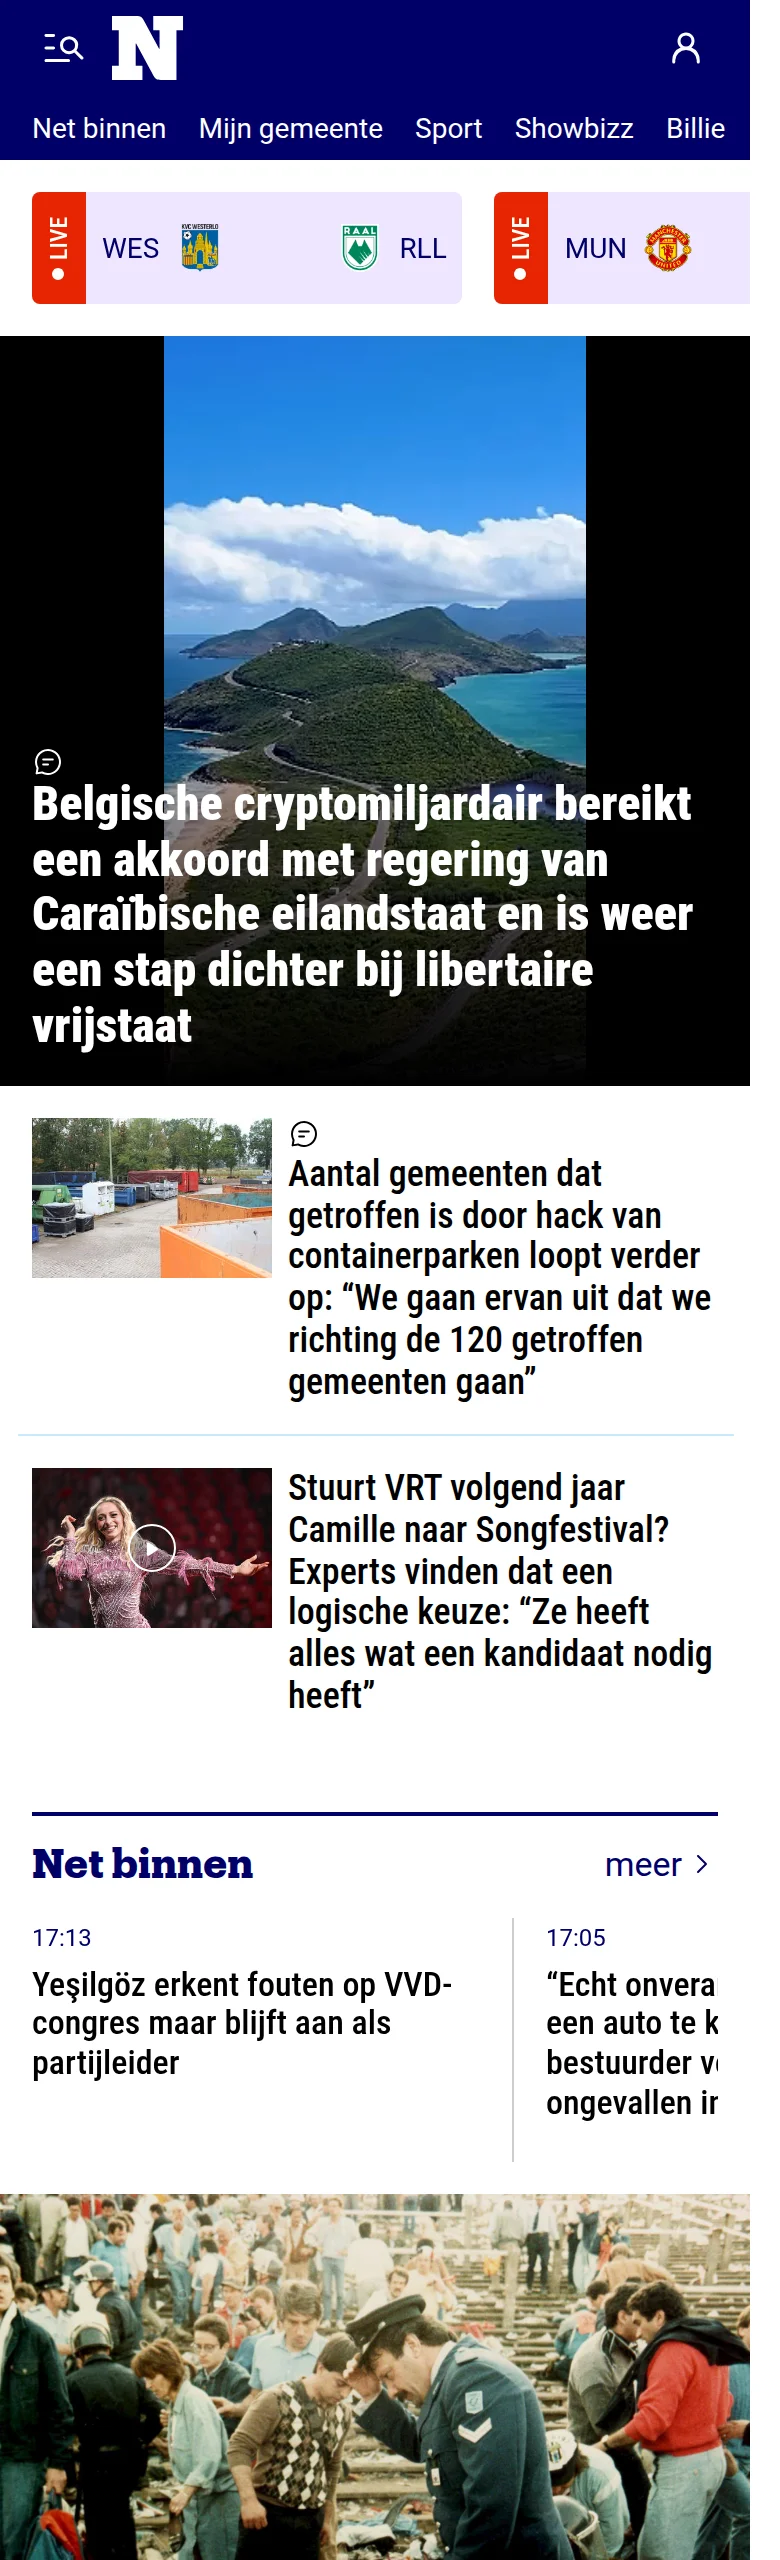 N
Net binnen Mijn gemeente Sport Showbizz Billie
LIVE
WES
KVC WESTERLO
RAAL
RLL
LIVE
MUN
MANCHESTER
UNITED
Belgische cryptomiljardair bereikt
een akkoord met regering van
Caraïbische eilandstaat en is weer
een stap dichter bij libertaire
vrijstaat
Aantal gemeenten dat
getroffen is door hack van
containerparken loopt verder
op: “We gaan ervan uit dat we
richting de 120 getroffen
gemeenten gaan”
Stuurt VRT volgend jaar
Camille naar Songfestival?
Experts vinden dat een
logische keuze: “Ze heeft
alles wat een kandidaat nodig
heeft”
Net binnen
meer
17:13
Yeşilgöz erkent fouten op VVD-
congres maar blijft aan als
partijleider
17:05
“Echt onvera
een auto te k
bestuurder v
ongevallen i